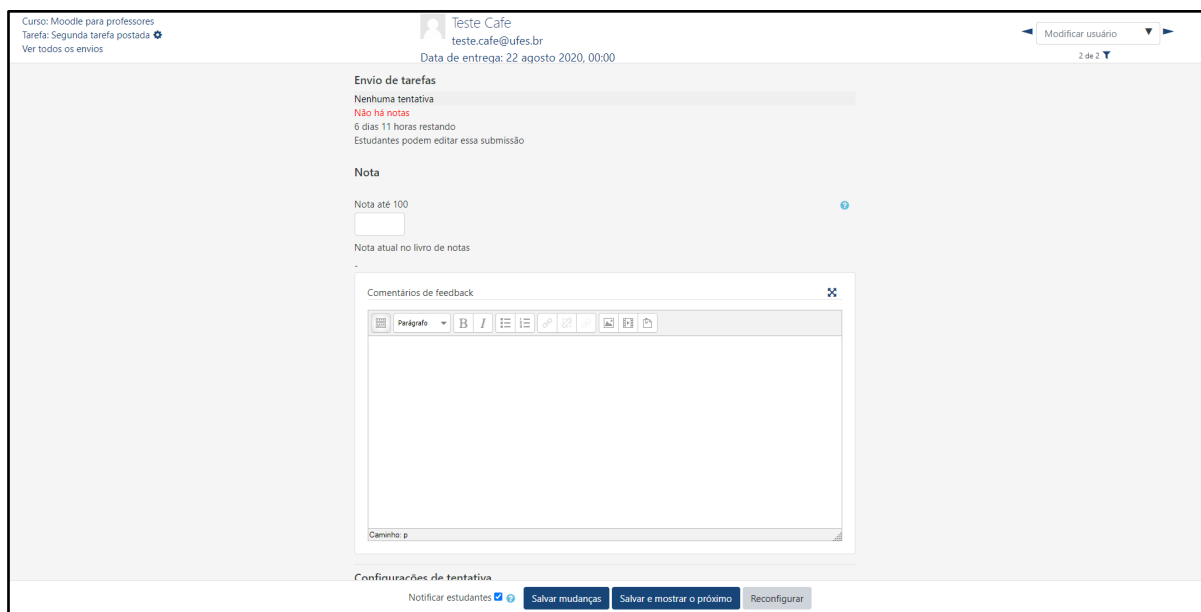 Curso: Moodle para professores
Tarefa: Segunda tarefa postada
Ver todos os envios
Teste Cafe
teste.cafe@ufes.br
Data de entrega: 22 agosto 2020, 00:00
Modificar usuário
2 de 2
Envio de tarefas
Nenhuma tentativa
Não há notas
6 dias 11 horas restando
Estudantes podem editar essa submissão
Nota
Nota até 100
Nota atual no livro de notas
-
Comentários de feedback
Parágrafo B I
Caminho: p
Configurações de tentativa
Notificar estudantes Salvar mudanças Salvar e mostrar o próximo Reconfigurar